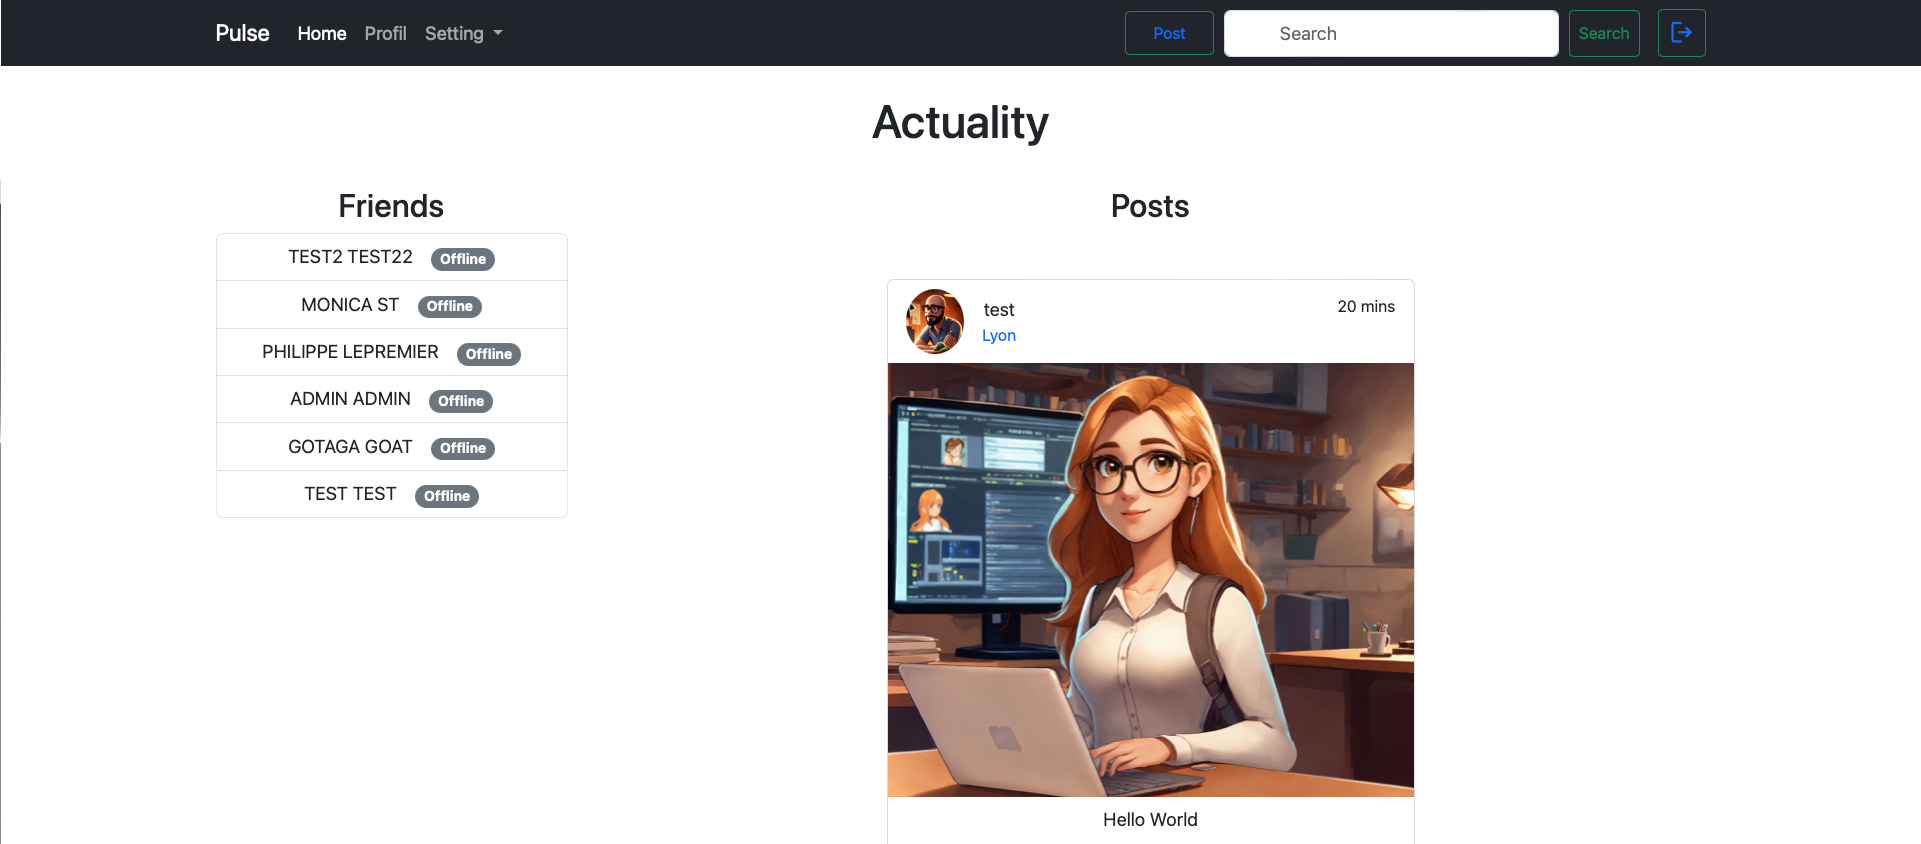 Pulse Home Profil Setting Post Search Search
Actuality
Friends
TEST2 TEST22 Offline
MONICA ST Offline
PHILIPPE LEPREMIER Offline
ADMIN ADMIN Offline
GOTAGA GOAT Offline
TEST TEST Offline
Posts
test 20 mins
Lyon
Hello World